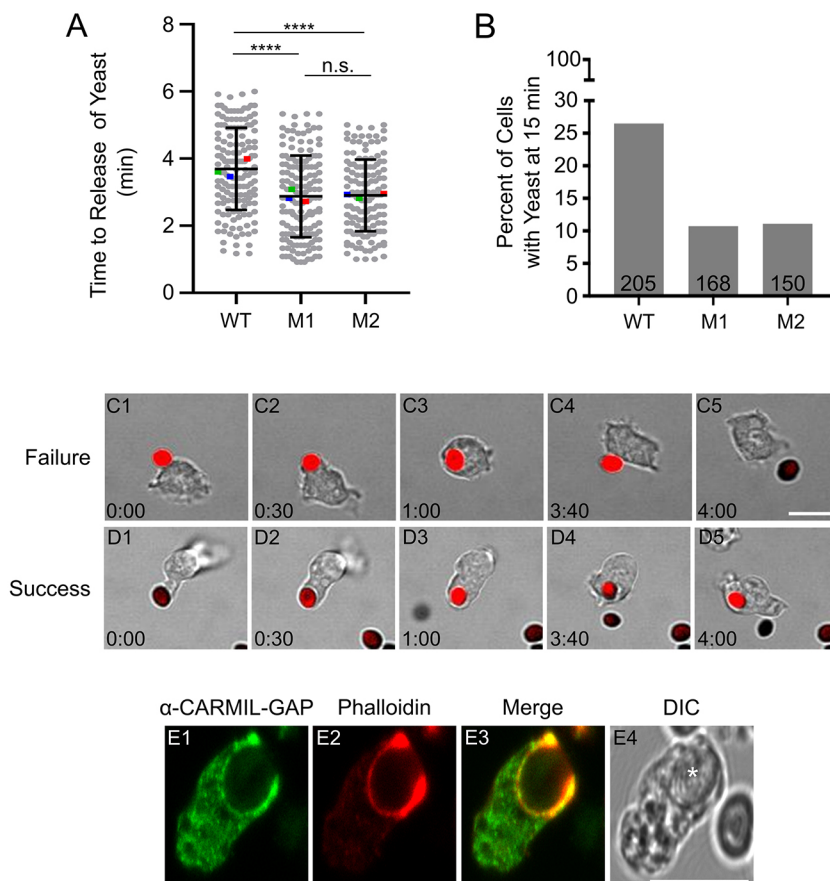 A
Time to Release of Yeast
(min)
8
6
4
2
0
****
****
n.s.
WT
M1
M2
B
Percent of Cells
with Yeast at 15 min
100
30
25
20
15
10
5
0
205
168
150
WT
M1
M2
Failure
C1
0:00
C2
0:30
C3
1:00
C4
3:40
C5
4:00
Success
D1
0:00
D2
0:30
D3
1:00
D4
3:40
D5
4:00
α-CARMIL-GAP
Phalloidin
Merge
DIC
E1
E2
E3
E4
*